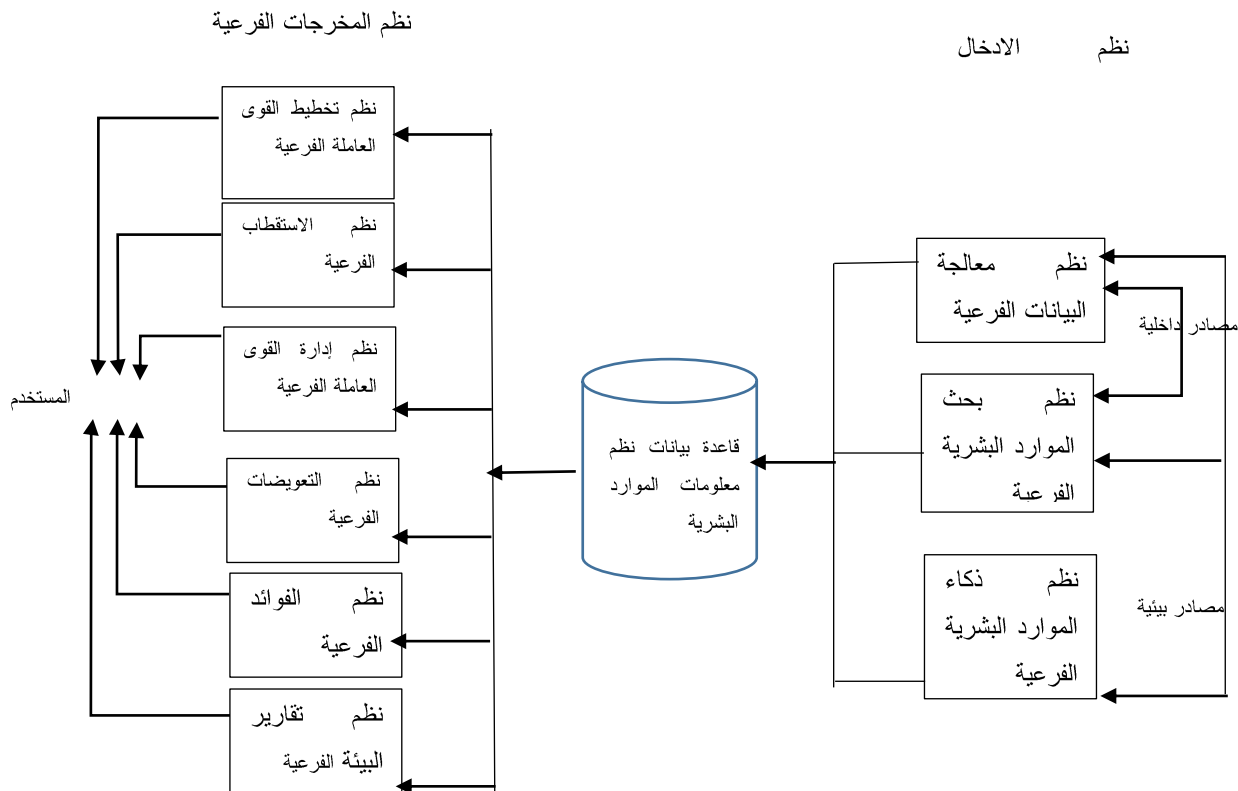 نظم المخرجات الفرعية
نظم الادخال
نظم معالجة
البيانات الفرعية
مصادر داخلية
نظم بحث
الموارد البشرية
الفرعية
نظم ذكاء
الموارد البشرية
الفرعية
مصادر بيئية
قاعدة بيانات نظم
معلومات الموارد
البشرية
نظم تخطيط القوى
العاملة الفرعية
نظم الاستقطاب
الفرعية
نظم إدارة القوى
العاملة الفرعية
نظم التعويضات
الفرعية
نظم الفوائد
الفرعية
نظم تقارير
البيئة الفرعية
المستخدم